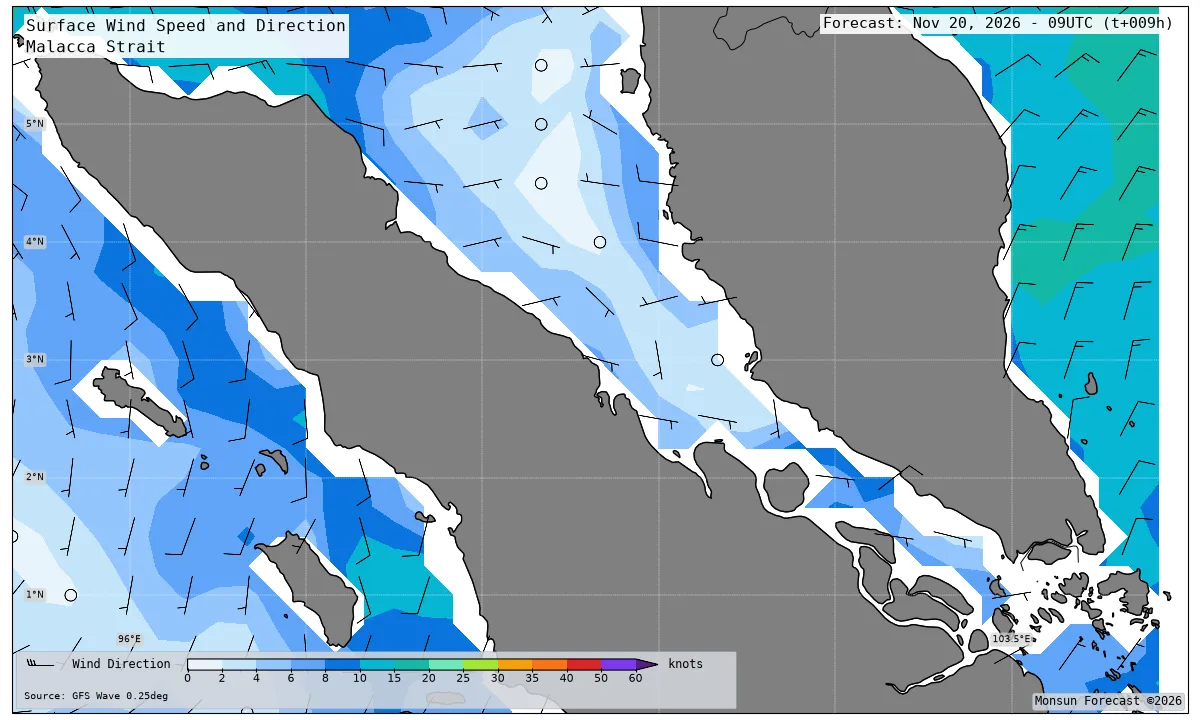 Surface Wind Speed and Direction
Malacca Strait
Forecast: Nov 20, 2026 - 09UTC (t+009h)
5°N
4°N
3°N
2°N
1°N
96°E
103.5°E
Wind Direction
knots
0 2 4 6 8 10 15 20 25 30 35 40 50 60
Source: GFS Wave 0.25deg
Monsun Forecast ©2026